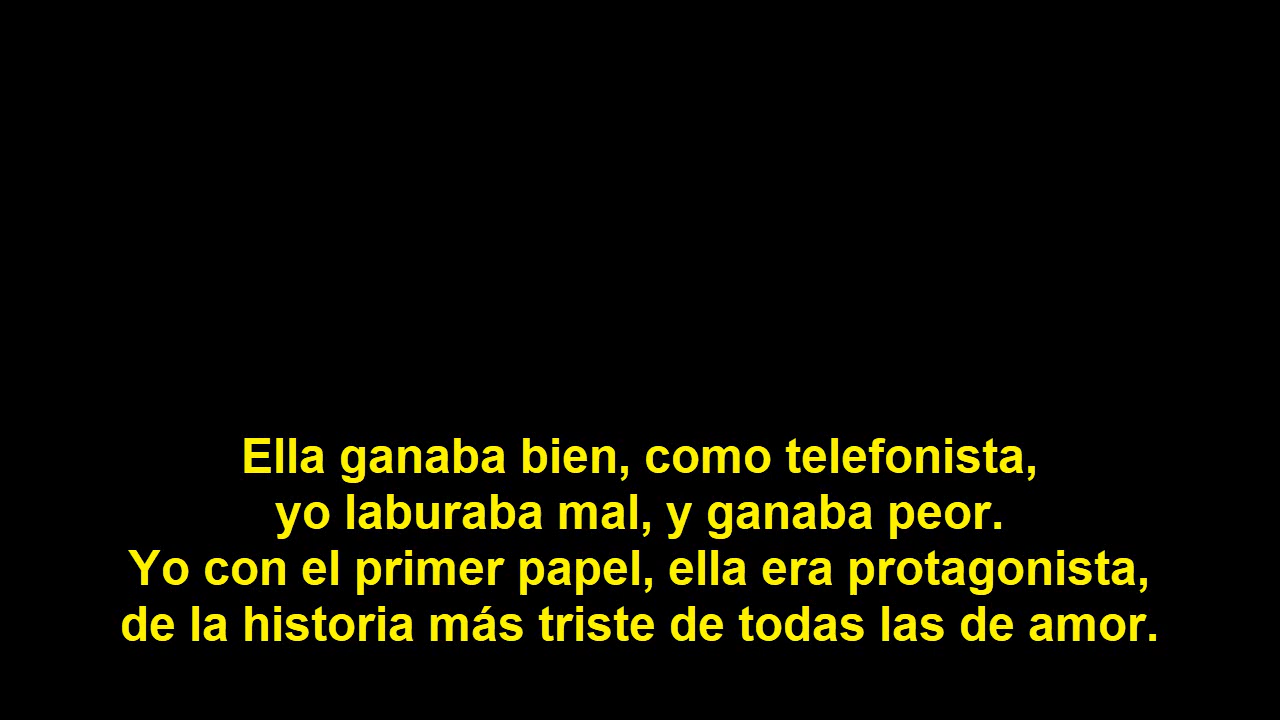 Ella ganaba bien, como telefonista,
yo laburaba mal, y ganaba peor.
Yo con el primer papel, ella era protagonista,
de la historia más triste de todas las de amor.